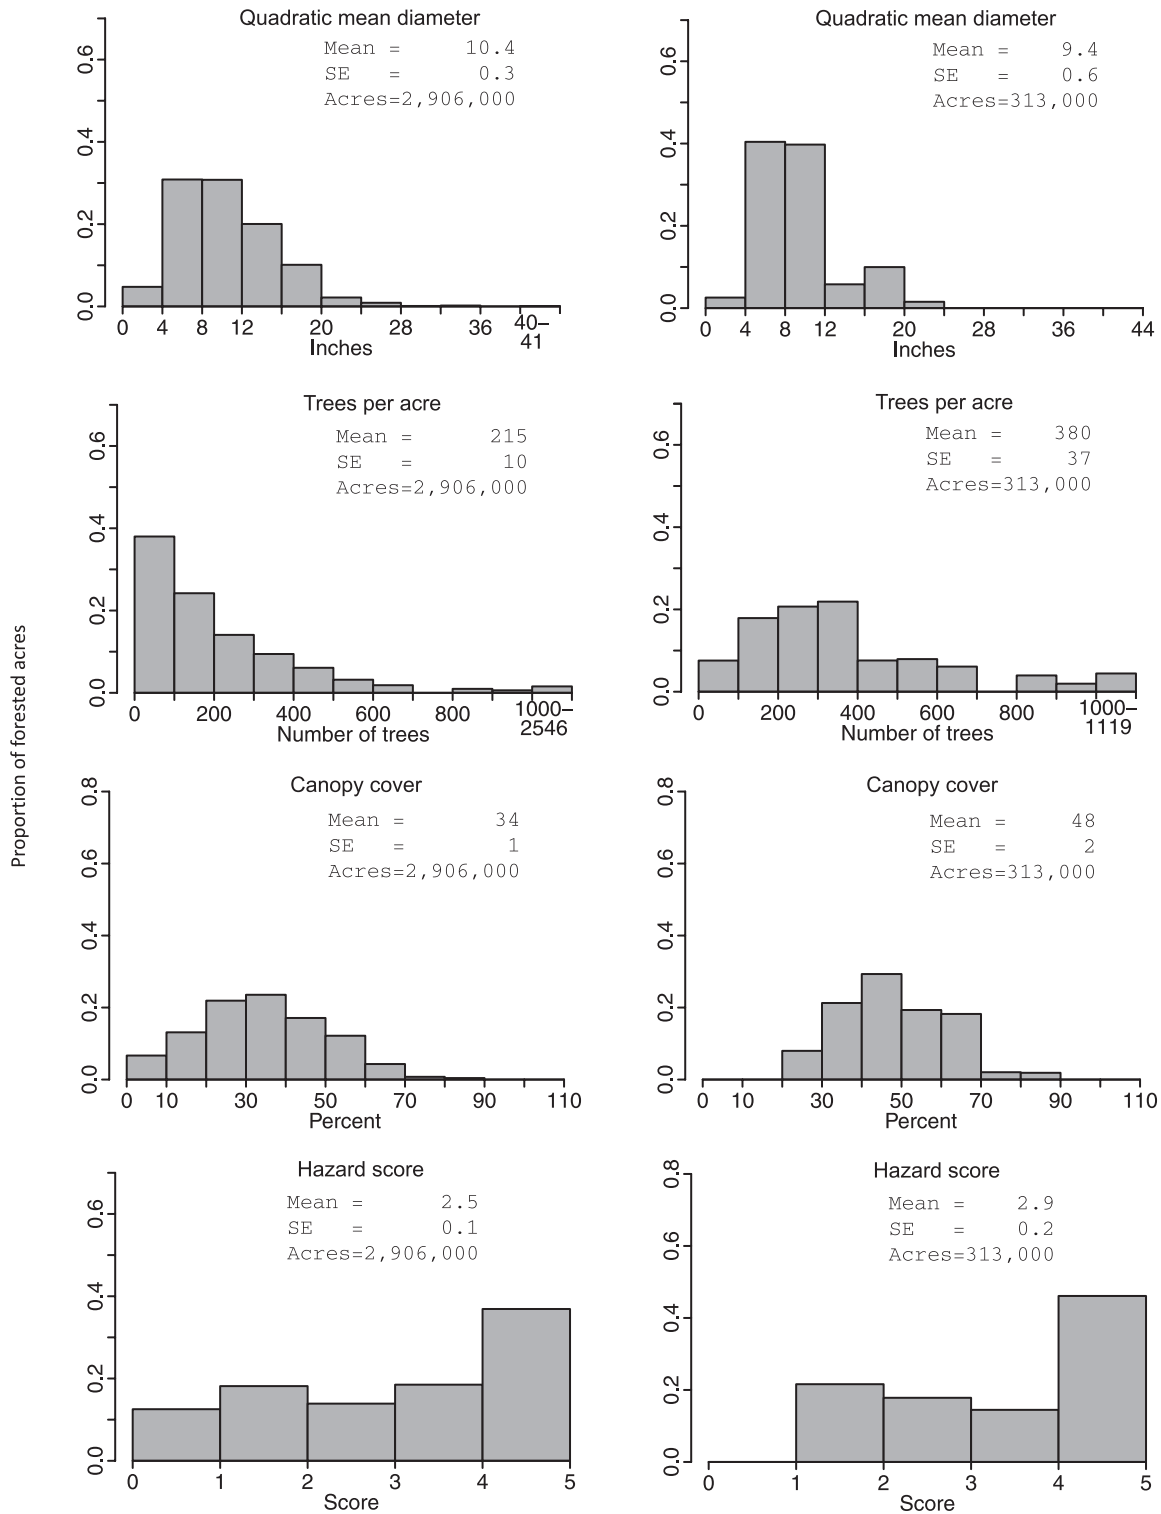 Proportion of forested acres
Quadratic mean diameter
Mean = 10.4
SE = 0.3
Acres=2,906,000
0.0 0.2 0.4 0.6
0 4 8 12 20 28 36 40–
41
Inches
Quadratic mean diameter
Mean = 9.4
SE = 0.6
Acres=313,000
0.0 0.2 0.4 0.6
0 4 8 12 20 28 36 44
Inches
Trees per acre
Mean = 215
SE = 10
Acres=2,906,000
0.0 0.2 0.4 0.6
0 200 400 600 800 1000–
2546
Number of trees
Trees per acre
Mean = 380
SE = 37
Acres=313,000
0.0 0.2 0.4 0.6
0 200 400 600 800 1000–
1119
Number of trees
Canopy cover
Mean = 34
SE = 1
Acres=2,906,000
0.0 0.2 0.4 0.6 0.8
0 10 30 50 70 90 110
Percent
Canopy cover
Mean = 48
SE = 2
Acres=313,000
0.0 0.2 0.4 0.6 0.8
0 10 30 50 70 90 110
Percent
Hazard score
Mean = 2.5
SE = 0.1
Acres=2,906,000
0.0 0.2 0.4 0.6
0 1 2 3 4 5
Score
Hazard score
Mean = 2.9
SE = 0.2
Acres=313,000
0.0 0.2 0.4 0.6 0.8
0 1 2 3 4 5
Score